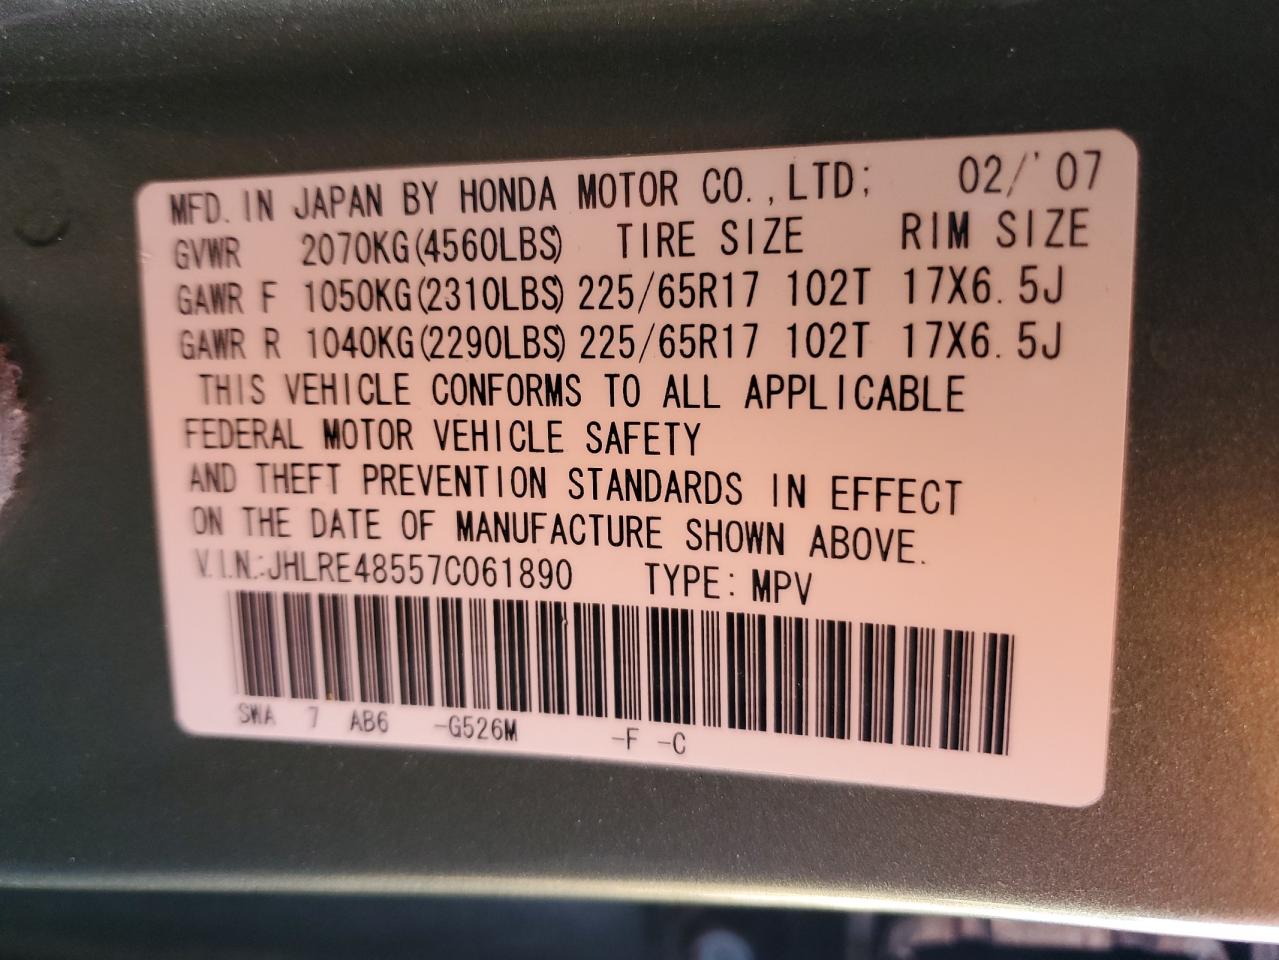 MFD. IN JAPAN BY HONDA MOTOR CO.,LTD; 02/'07
GVWR 2070KG(4560LBS) TIRE SIZE RIM SIZE
GAWR F 1050KG(2310LBS) 225/65R17 102T 17X6.5J
GAWR R 1040KG(2290LBS) 225/65R17 102T 17X6.5J
THIS VEHICLE CONFORMS TO ALL APPLICABLE
FEDERAL MOTOR VEHICLE SAFETY
AND THEFT PREVENTION STANDARDS IN EFFECT
ON THE DATE OF MANUFACTURE SHOWN ABOVE.
V.I.N.:JHLRE48557C061890 TYPE: MPV
SWA 7 AB6 -G526M -F -C